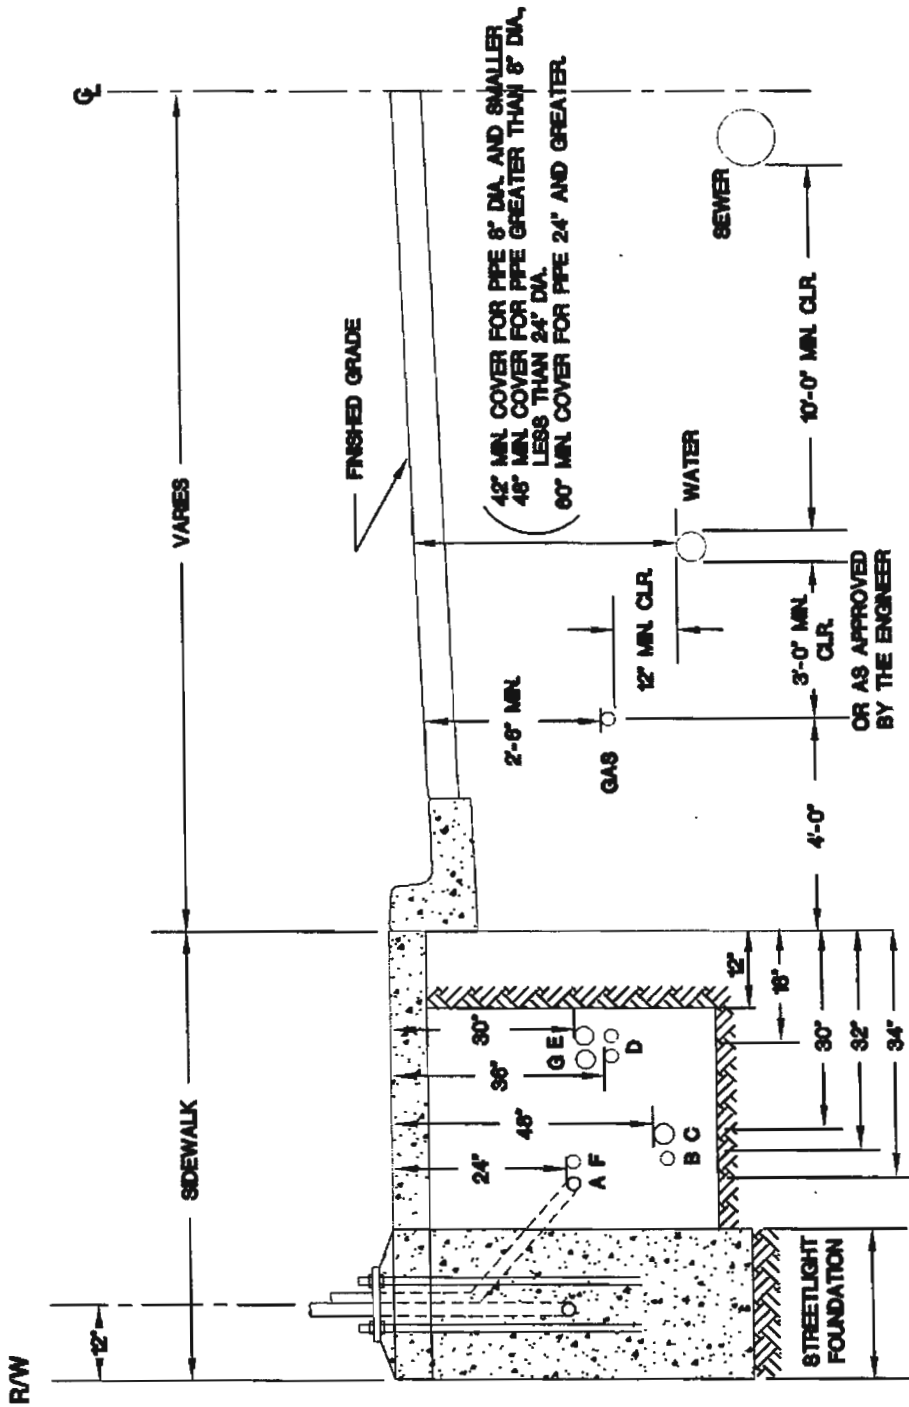 R/W
℄
12"
SIDEWALK
VARIES
FINISHED GRADE
42" MIN. COVER FOR PIPE 8" DIA. AND SMALLER
48" MIN. COVER FOR PIPE GREATER THAN 8" DIA.,
LESS THAN 24" DIA.
60" MIN. COVER FOR PIPE 24" AND GREATER.
24"
48"
36"
30"
2'-6" MIN.
A F
B C
G E
D
GAS
12" MIN. CLR.
WATER
SEWER
STREETLIGHT
FOUNDATION
12"
16"
30"
32"
34"
4'-0"
3'-0" MIN.
CLR.
10'-0" MIN. CLR.
OR AS APPROVED
BY THE ENGINEER